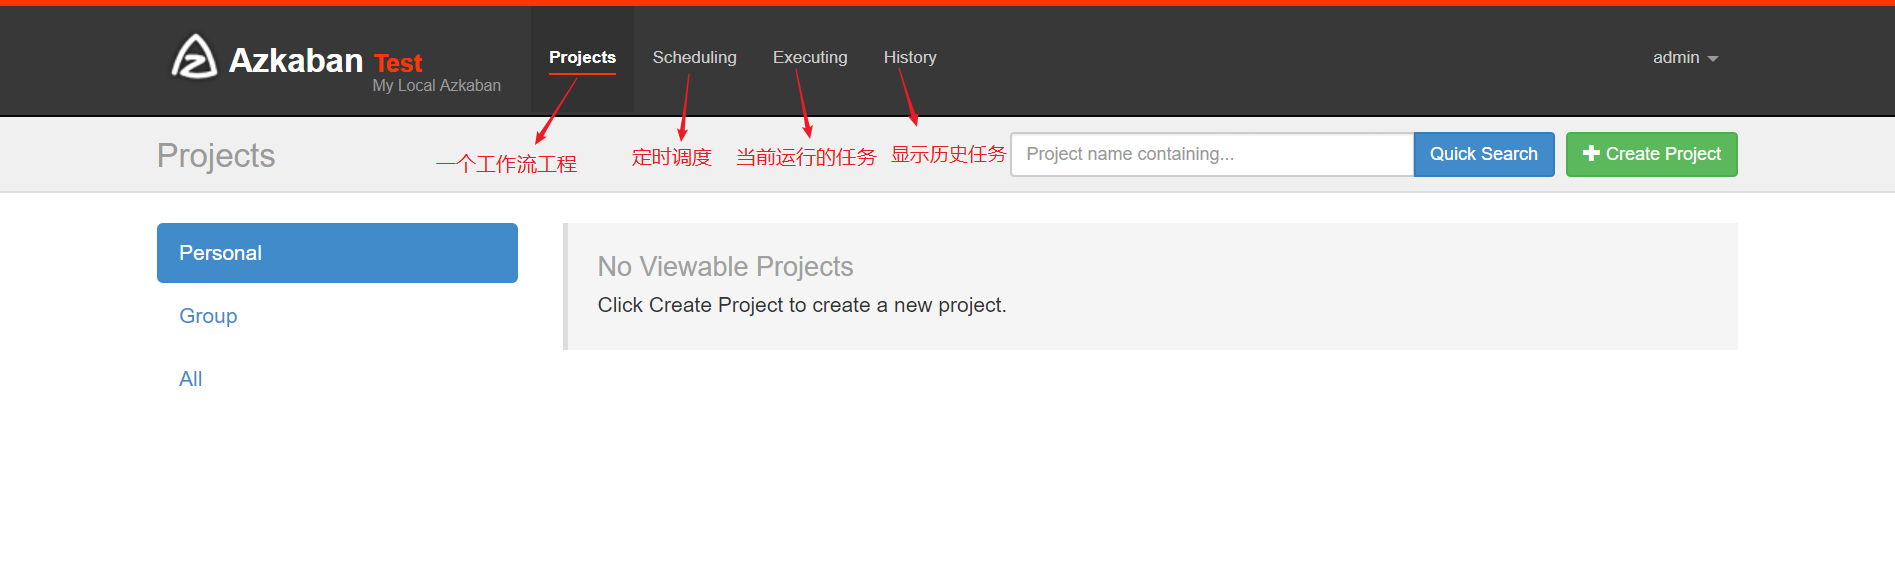 Azkaban Test
My Local Azkaban
Projects
Scheduling
Executing
History
admin
Projects
一个工作流工程
定时调度
当前运行的任务
显示历史任务
Project name containing...
Quick Search
Create Project
Personal
Group
All
No Viewable Projects
Click Create Project to create a new project.